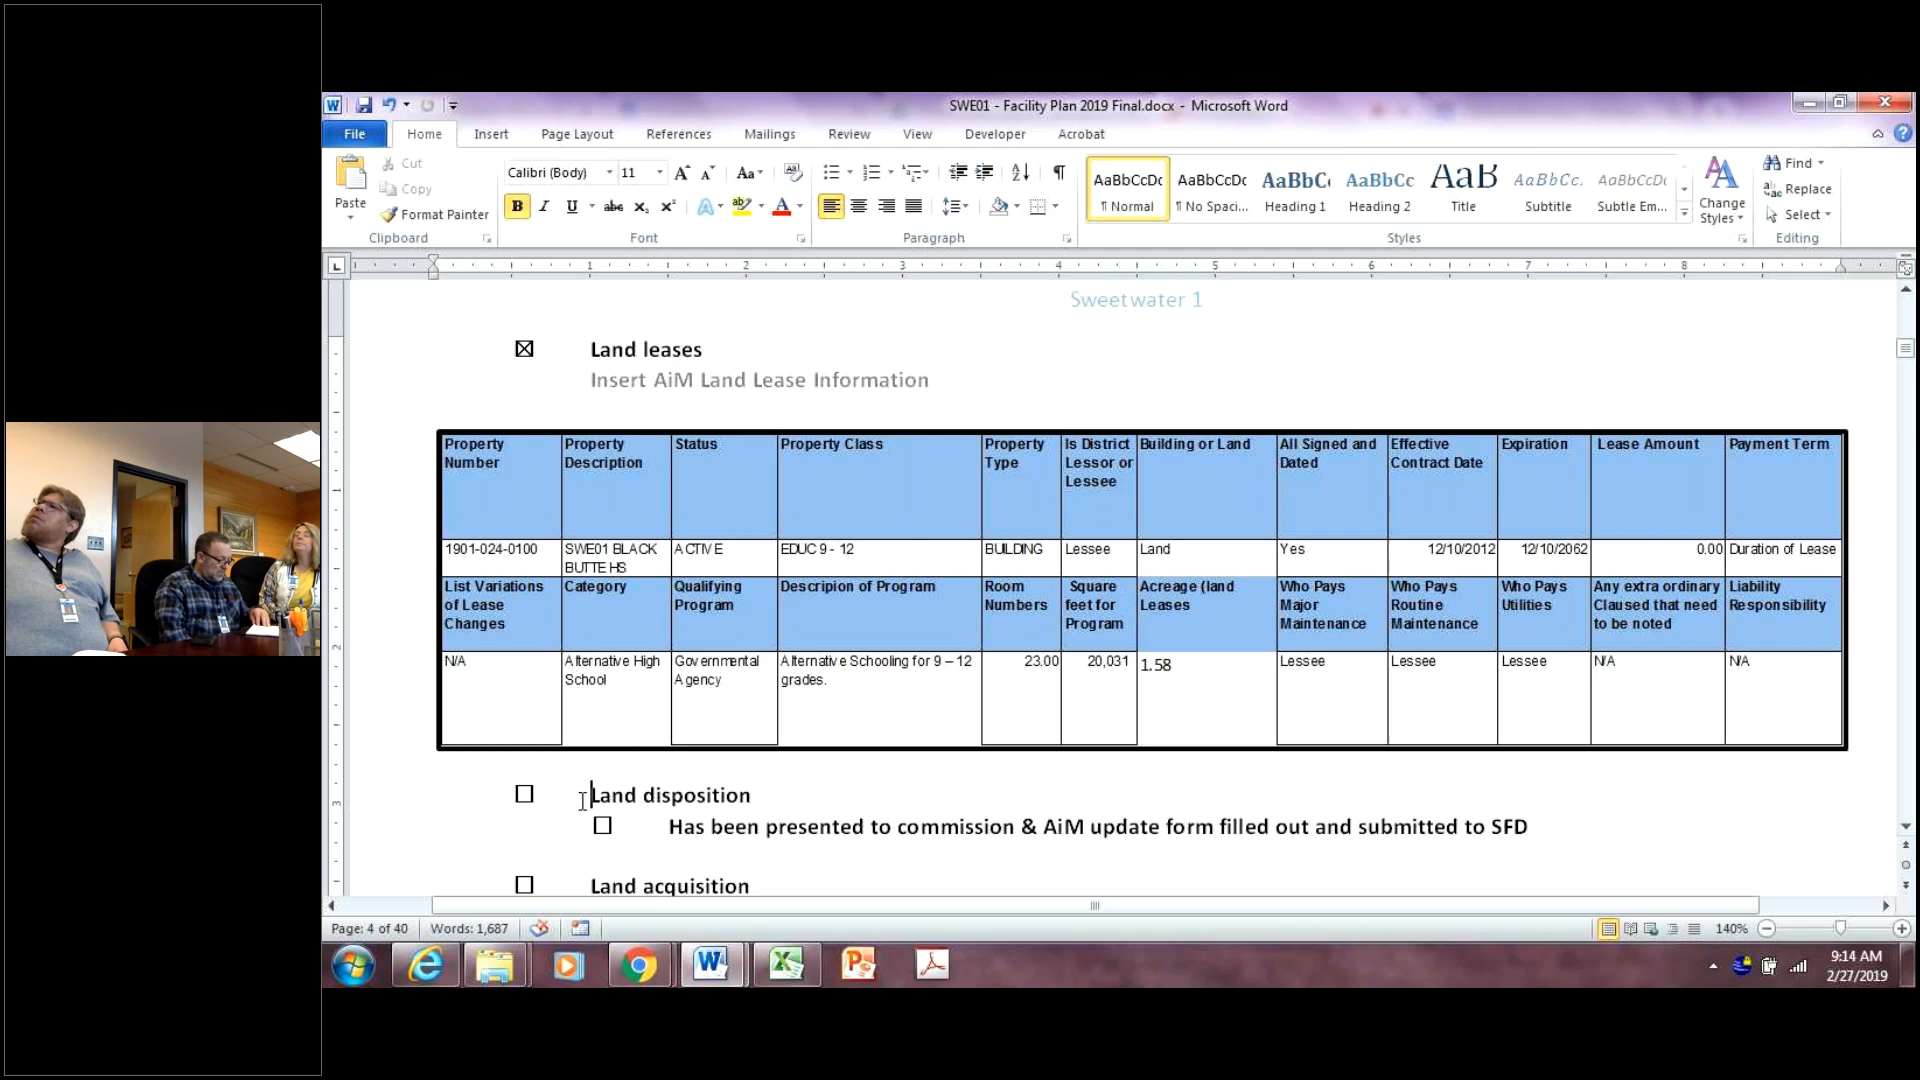 SWE01 - Facility Plan 2019 Final.docx - Microsoft Word
File Home Insert Page Layout References Mailings Review View Developer Acrobat
Paste
Cut
Copy
Format Painter
Clipboard
Calibri (Body) 11
Font
Paragraph
AaBbCcDc AaBbCcDc AaBbC AaBbCc AaB AaBbCc. AaBbCcDc
¶ Normal ¶ No Spaci... Heading 1 Heading 2 Title Subtitle Subtle Em...
Change Styles
Styles
Find
Replace
Select
Editing
1 2 3 4 5 6 7 8
Sweetwater 1
Land leases
Insert AiM Land Lease Information
Property Number Property Description Status Property Class Property Type Is District Lessor or Lessee Building or Land All Signed and Dated Effective Contract Date Expiration Lease Amount Payment Term
1901-024-0100 SWE01 BLACK BUTTE HS ACTIVE EDUC 9 - 12 BUILDING Lessee Land Yes 12/10/2012 12/10/2062 0.00 Duration of Lease
List Variations of Lease Changes Category Qualifying Program Descripion of Program Room Numbers Square feet for Program Acreage (land Leases Who Pays Major Maintenance Who Pays Routine Maintenance Who Pays Utilities Any extra ordinary Claused that need to be noted Liability Responsibility
N/A Alternative High School Governmental Agency Alternative Schooling for 9 – 12 grades. 23.00 20,031 1.58 Lessee Lessee Lessee N/A N/A
Land disposition
Has been presented to commission & AiM update form filled out and submitted to SFD
Land acquisition
Page: 4 of 40 Words: 1,687 140%
9:14 AM
2/27/2019